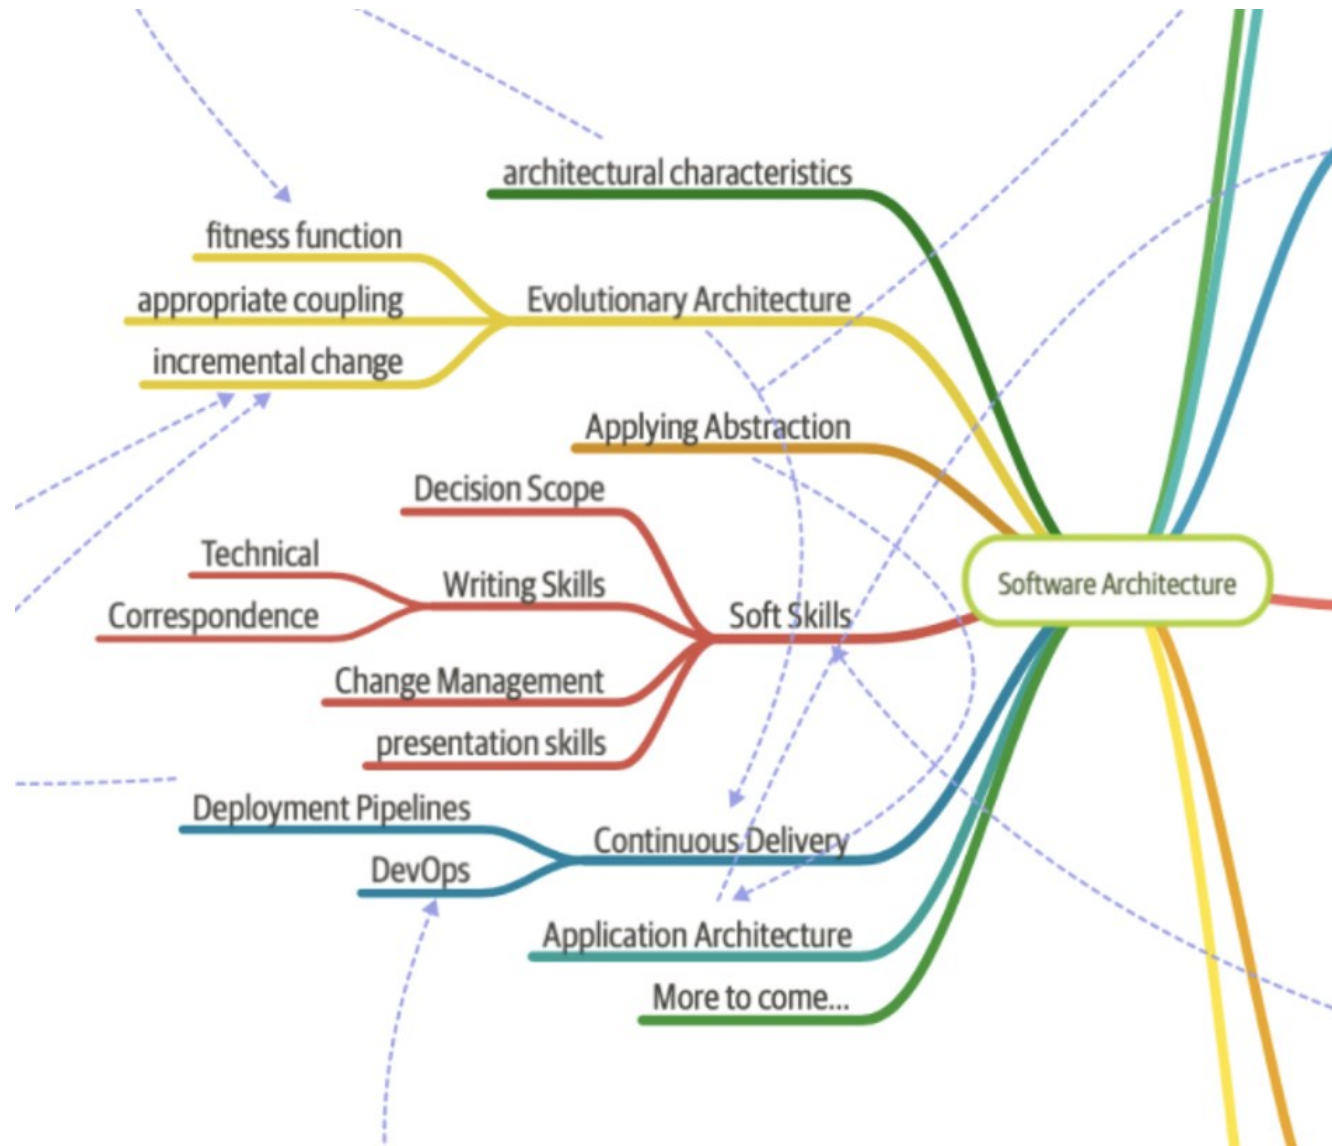 architectural characteristics
fitness function
appropriate coupling
Evolutionary Architecture
incremental change
Applying Abstraction
Decision Scope
Technical
Writing Skills
Correspondence
Soft Skills
Software Architecture
Change Management
presentation skills
Deployment Pipelines
Continuous Delivery
DevOps
Application Architecture
More to come...